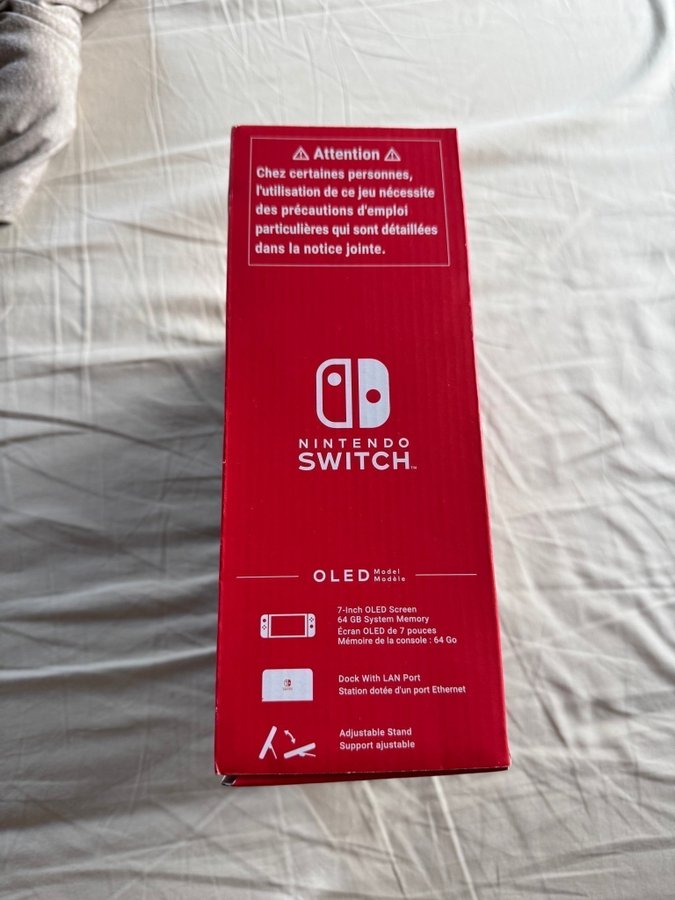 ⚠ Attention ⚠
Chez certaines personnes,
l'utilisation de ce jeu nécessite
des précautions d'emploi
particulières qui sont détaillées
dans la notice jointe.
NINTENDO
SWITCH™
OLED Model
Modèle
7-Inch OLED Screen
64 GB System Memory
Écran OLED de 7 pouces
Mémoire de la console : 64 Go
Dock With LAN Port
Station dotée d'un port Ethernet
Adjustable Stand
Support ajustable